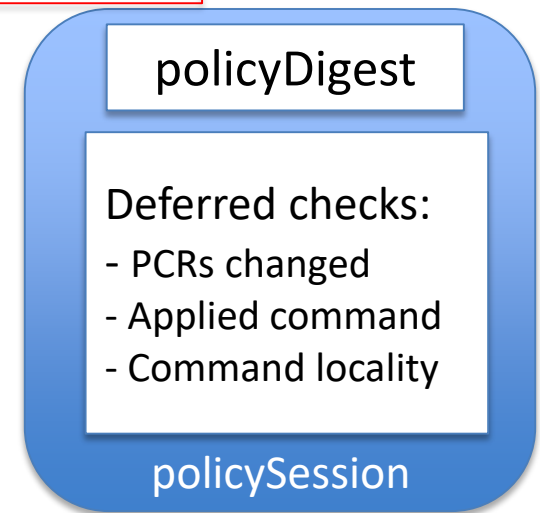 policyDigest
Deferred checks:
- PCRs changed
- Applied command
- Command locality
policySession